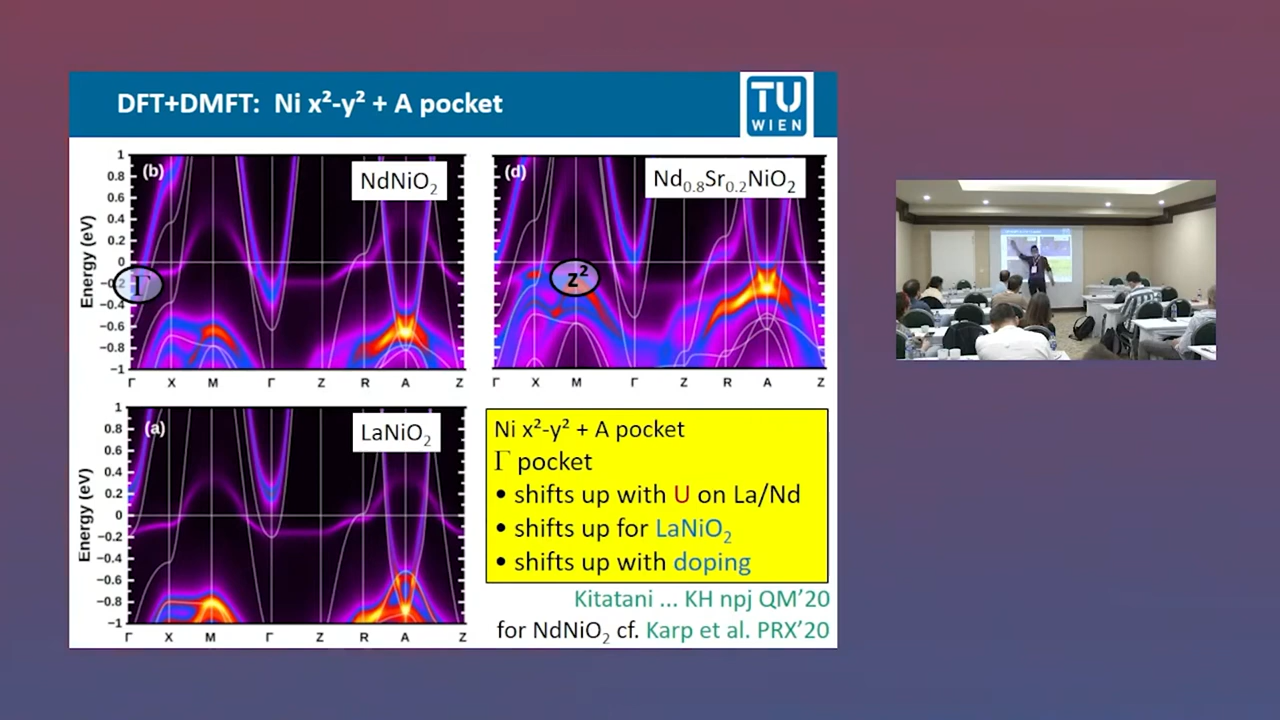 DFT+DMFT: Ni x²-y² + A pocket
TU
WIEN
(b)
NdNiO₂
1
0.8
0.6
0.4
0.2
0
−0.4
−0.6
−0.8
−1
Energy (eV)
Γ
Γ X M Γ Z R A Z
(d)
Nd₀.₈Sr₀.₂NiO₂
z²
Γ X M Γ Z R A Z
(a)
LaNiO₂
1
0.8
0.6
0.4
0.2
0
−0.2
−0.4
−0.6
−0.8
−1
Energy (eV)
Γ X M Γ Z R A Z
Ni x²-y² + A pocket
Γ pocket
• shifts up with U on La/Nd
• shifts up for LaNiO₂
• shifts up with doping
Kitatani ... KH npj QM’20
for NdNiO₂ cf. Karp et al. PRX’20